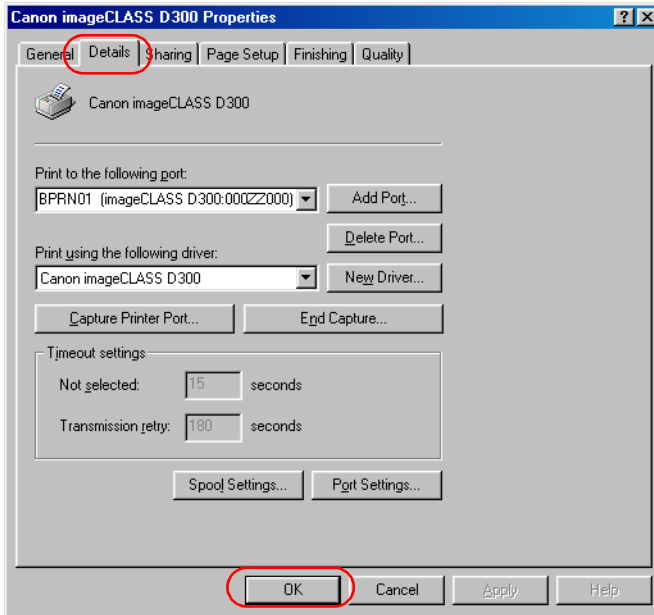 Canon imageCLASS D300 Properties
General Details Sharing Page Setup Finishing Quality
Canon imageCLASS D300
Print to the following port:
BPRN01 (imageCLASS D300:000ZZ000) Add Port...
Delete Port...
Print using the following driver:
Canon imageCLASS D300 New Driver...
Capture Printer Port... End Capture...
Timeout settings
Not selected: 15 seconds
Transmission retry: 180 seconds
Spool Settings... Port Settings...
OK Cancel Apply Help